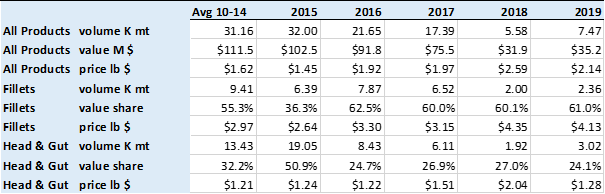 Avg 10-14 2015 2016 2017 2018 2019
All Products volume K mt 31.16 32.00 21.65 17.39 5.58 7.47
All Products value M $ $111.5 $102.5 $91.8 $75.5 $31.9 $35.2
All Products price lb $ $1.62 $1.45 $1.92 $1.97 $2.59 $2.14
Fillets volume K mt 9.41 6.39 7.87 6.52 2.00 2.36
Fillets value share 55.3% 36.3% 62.5% 60.0% 60.1% 61.0%
Fillets price lb $ $2.97 $2.64 $3.30 $3.15 $4.35 $4.13
Head & Gut volume K mt 13.43 19.05 8.43 6.11 1.92 3.02
Head & Gut value share 32.2% 50.9% 24.7% 26.9% 27.0% 24.1%
Head & Gut price lb $ $1.21 $1.24 $1.22 $1.51 $2.04 $1.28